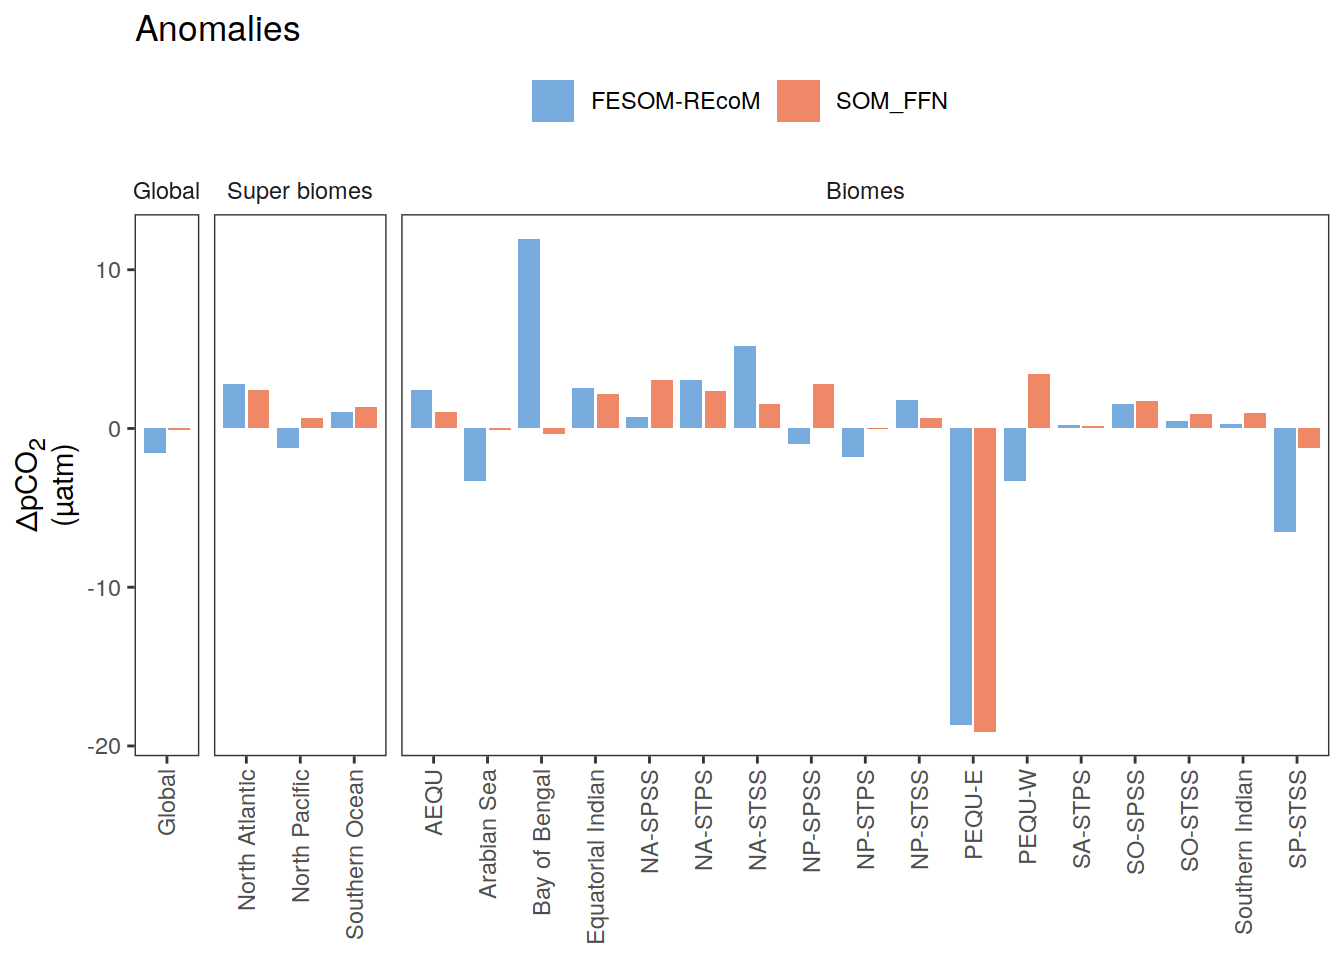 Anomalies
FESOM-REcoM
SOM_FFN
Global
Super biomes
Biomes
10
0
-10
-20
ΔpCO2
(µatm)
Global
North Atlantic
North Pacific
Southern Ocean
AEQU
Arabian Sea
Bay of Bengal
Equatorial Indian
NA-SPSS
NA-STPS
NA-STSS
NP-SPSS
NP-STPS
NP-STSS
PEQU-E
PEQU-W
SA-STPS
SO-SPSS
SO-STSS
Southern Indian
SP-STSS